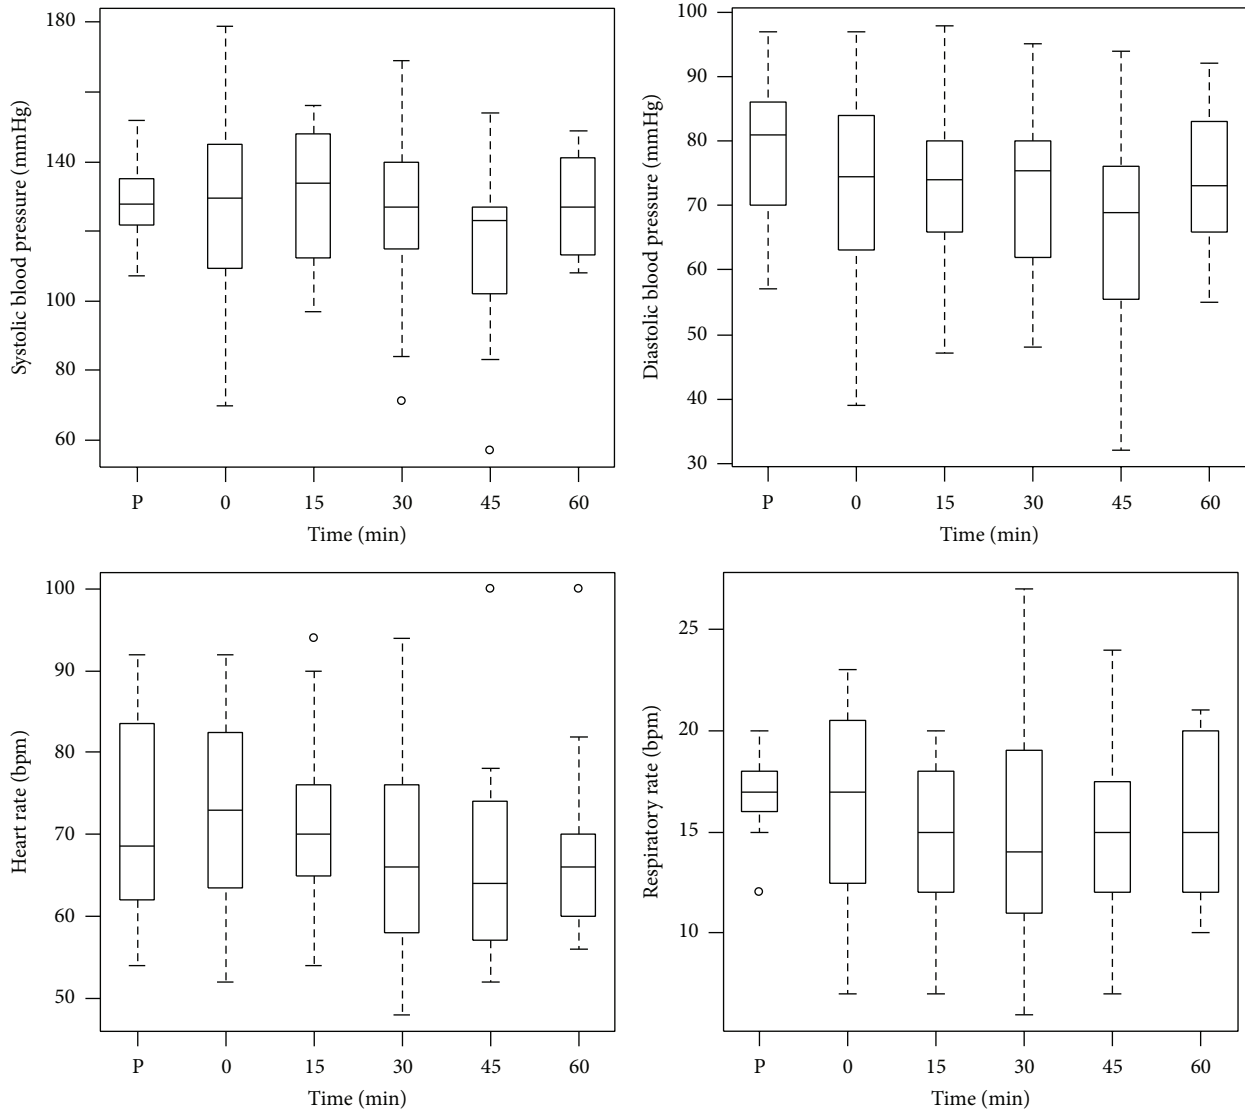 180
140
100
80
60
Systolic blood pressure (mmHg)
P 0 15 30 45 60
Time (min)
100
90
80
70
60
50
40
30
Diastolic blood pressure (mmHg)
P 0 15 30 45 60
Time (min)
100
90
80
70
60
50
Heart rate (bpm)
P 0 15 30 45 60
Time (min)
25
20
15
10
Respiratory rate (bpm)
P 0 15 30 45 60
Time (min)